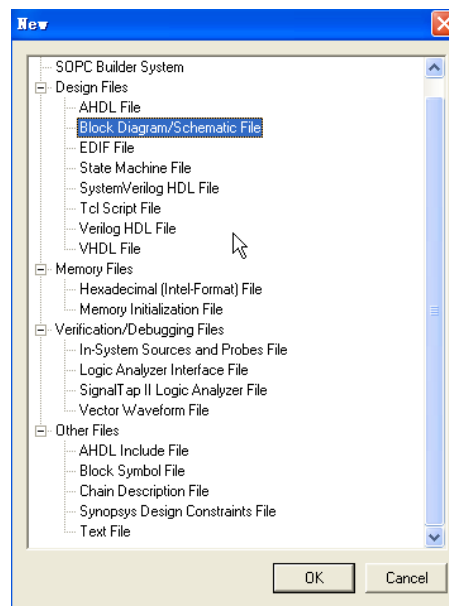 New
SOPC Builder System
Design Files
AHDL File
Block Diagram/Schematic File
EDIF File
State Machine File
SystemVerilog HDL File
Tcl Script File
Verilog HDL File
VHDL File
Memory Files
Hexadecimal (Intel-Format) File
Memory Initialization File
Verification/Debugging Files
In-System Sources and Probes File
Logic Analyzer Interface File
SignalTap II Logic Analyzer File
Vector Waveform File
Other Files
AHDL Include File
Block Symbol File
Chain Description File
Synopsys Design Constraints File
Text File
OK Cancel